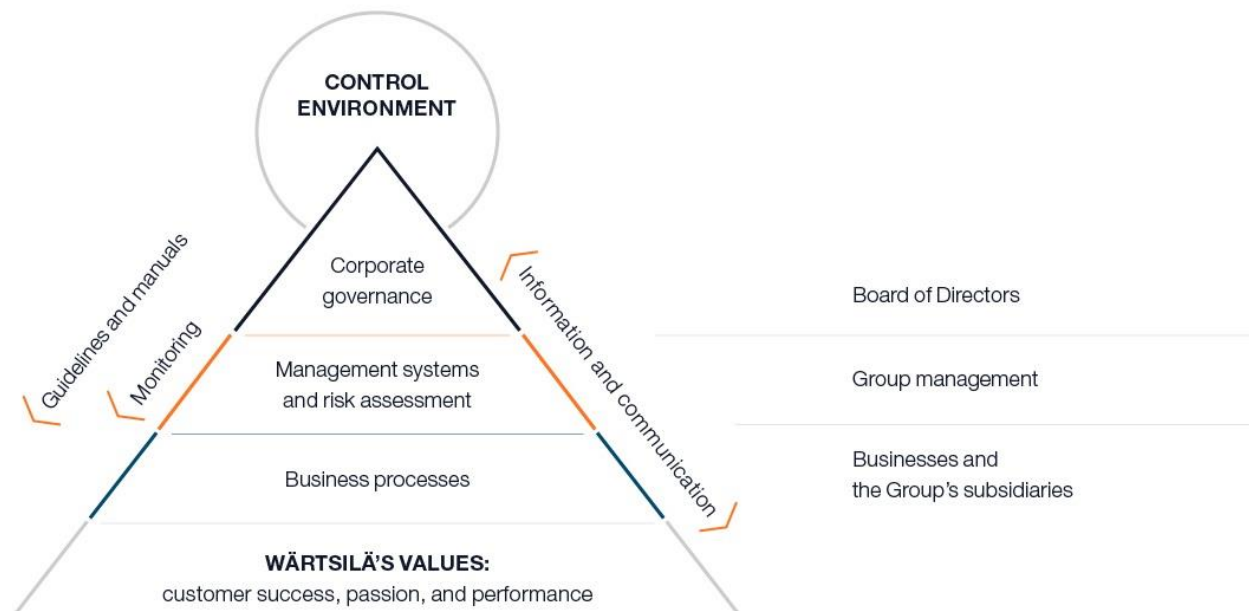 CONTROL
ENVIRONMENT
Guidelines and manuals
Monitoring
Information and communication
Corporate
governance
Board of Directors
Management systems
and risk assessment
Group management
Business processes
Businesses and
the Group's subsidiaries
WÄRTSILÄ'S VALUES:
customer success, passion, and performance